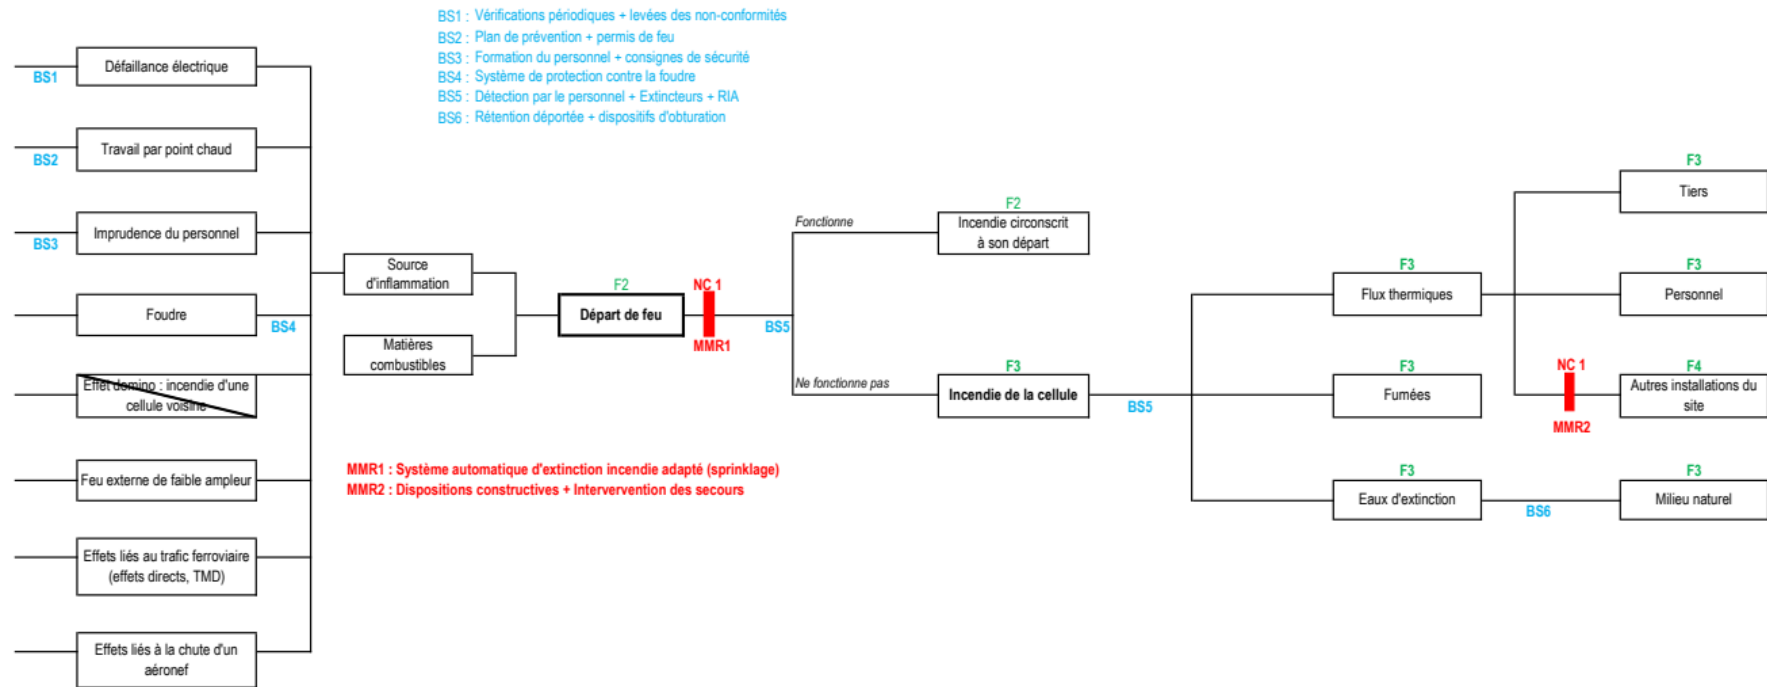 BS1 : Vérifications périodiques + levées des non-conformités
BS2 : Plan de prévention + permis de feu
BS3 : Formation du personnel + consignes de sécurité
BS4 : Système de protection contre la foudre
BS5 : Détection par le personnel + Extincteurs + RIA
BS6 : Rétention déportée + dispositifs d'obturation
BS1
Défaillance électrique
BS2
Travail par point chaud
BS3
Imprudence du personnel
Foudre
BS4
Effet domino : incendie d'une
cellule voisine
Feu externe de faible ampleur
Effets liés au trafic ferroviaire
(effets directs, TMD)
Effets liés à la chute d'un
aéronef
Source
d'inflammation
Matières
combustibles
F2
Départ de feu
NC 1
MMR1
BS5
Fonctionne
F2
Incendie circonscrit
à son départ
Ne fonctionne pas
F3
Incendie de la cellule
BS5
F3
Flux thermiques
F3
Fumées
F3
Eaux d'extinction
BS6
F3
Tiers
F3
Personnel
NC 1
MMR2
F4
Autres installations du
site
F3
Milieu naturel
MMR1 : Système automatique d'extinction incendie adapté (sprinklage)
MMR2 : Dispositions constructives + Intervervention des secours